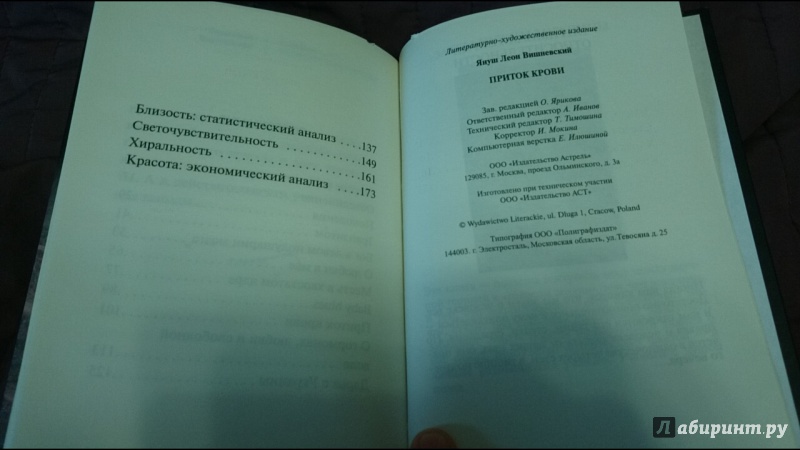 Близость: статистический анализ ....137
Светочувствительность ............149
Хиральность ..................161
Красота: экономический анализ ....173
Литературно-художественное издание
Януш Леон Вишневский
ПРИТОК КРОВИ
Зав. редакцией О. Ярикова
Ответственный редактор А. Иванов
Технический редактор Т. Тимошина
Корректор И. Мокина
Компьютерная верстка Е. Илюшиной
ООО «Издательство Астрель»
129085, г. Москва, проезд Ольминского, д. 3а
Изготовлено при техническом участии
ООО «Издательство АСТ»
© Wydawnictwo Literackie, ul. Dluga 1, Cracow, Poland
Типография ООО «Полиграфиздат»
144003, г. Электросталь, Московская область, ул. Тевосяна д. 25
Лабиринт.ру